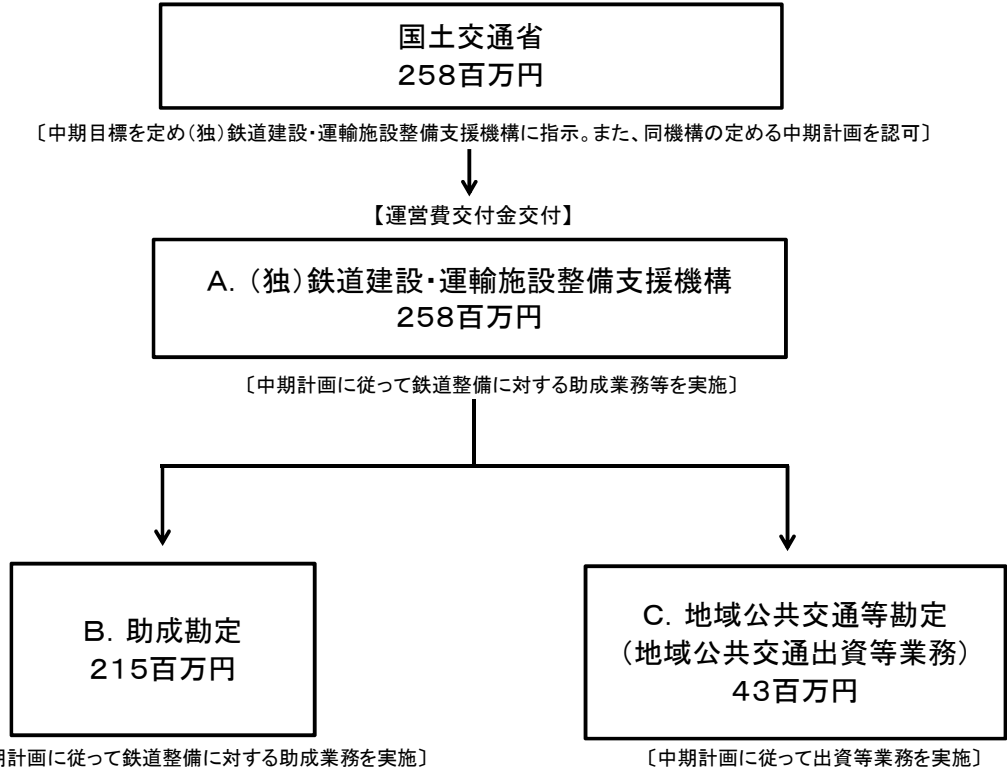 国土交通省
258百万円
〔中期目標を定め(独)鉄道建設・運輸施設整備支援機構に指示。また、同機構の定める中期計画を認可〕
【運営費交付金交付】
A. (独)鉄道建設・運輸施設整備支援機構
258百万円
〔中期計画に従って鉄道整備に対する助成業務等を実施〕
B. 助成勘定
215百万円
C. 地域公共交通等勘定
(地域公共交通出資等業務)
43百万円
期計画に従って鉄道整備に対する助成業務を実施〕
〔中期計画に従って出資等業務を実施〕